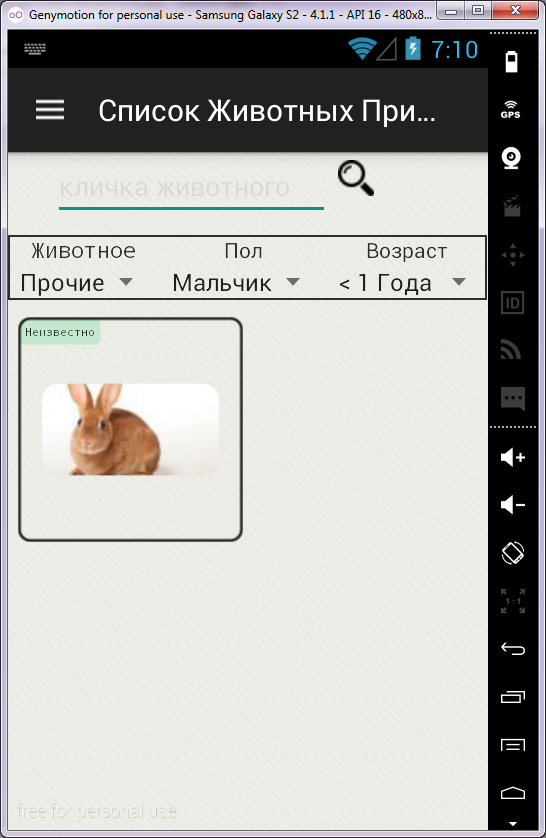 Genymotion for personal use - Samsung Galaxy S2 - 4.1.1 - API 16 - 480x8...
7:10
Список Животных При...
кличка животного
Животное Пол Возраст
Прочие Мальчик < 1 Года
Неизвестно
GPS
ID
1:1
free for personal use